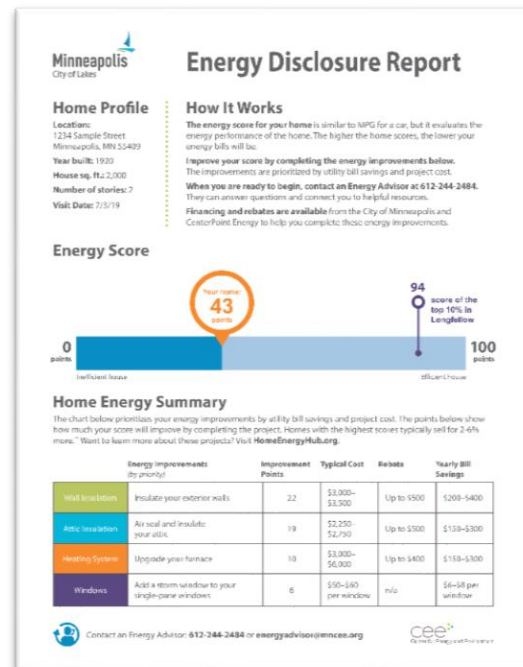 Minneapolis
City of Lakes
Energy Disclosure Report
Home Profile
Location:
1234 Sample Street
Minneapolis, MN 55409
Year built: 1920
House sq. ft.: 2,000
Number of stories: 2
Visit Date: 7/3/19
How It Works
The energy score for your home is similar to MPG for a car, but it evaluates the
energy performance of the home. The higher the home scores, the lower your
energy bills will be.
Improve your score by completing the energy improvements below.
The improvements are prioritized by utility bill savings and project cost.
When you are ready to begin, contact an Energy Advisor at 612-244-2484.
They can answer questions and connect you to helpful resources.
Financing and rebates are available from the City of Minneapolis and
CenterPoint Energy to help you complete these energy improvements.
Energy Score
Your home:
43
points
94
score of the
top 10% in
Longfellow
0
points
100
points
Inefficient house
Efficient house
Home Energy Summary
The chart below prioritizes your energy improvements by utility bill savings and project cost. The points below show
how much your score will improve by completing the project. Homes with the highest scores typically sell for 2-6%
more.* Want to learn more about these projects? Visit HomeEnergyHub.org.
Energy Improvements (by priority) Improvement Points Typical Cost Rebate Yearly Bill Savings
Wall Insulation Insulate your exterior walls 22 $3,000–$3,500 Up to $500 $200–$400
Attic Insulation Air seal and insulate your attic 19 $2,250–$2,750 Up to $500 $150–$300
Heating System Upgrade your furnace 10 $3,000–$6,000 Up to $400 $150–$300
Windows Add a storm window to your single-pane windows 6 $50–$60 per window n/a $6–$8 per window
Contact an Energy Advisor: 612-244-2484 or energyadvisor@mncee.org
cee
Center for Energy and Environment